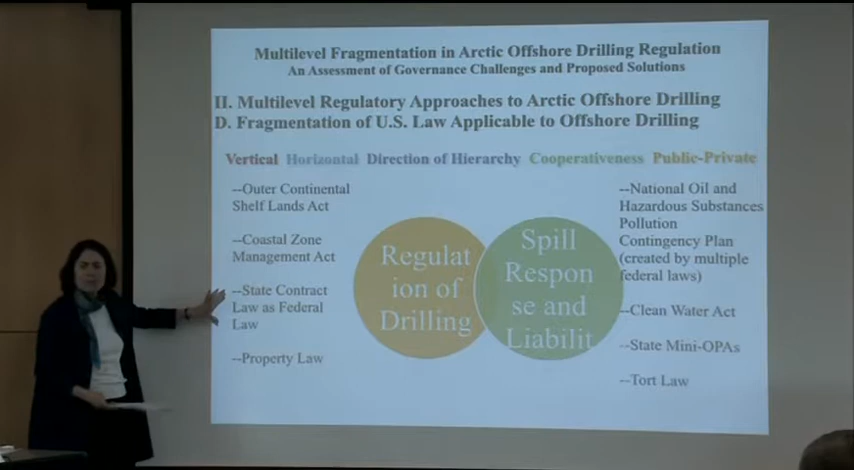 Multilevel Fragmentation in Arctic Offshore Drilling Regulation
An Assessment of Governance Challenges and Proposed Solutions
II. Multilevel Regulatory Approaches to Arctic Offshore Drilling
D. Fragmentation of U.S. Law Applicable to Offshore Drilling
Vertical Horizontal Direction of Hierarchy Cooperativeness Public-Private
--Outer Continental
Shelf Lands Act
--Coastal Zone
Management Act
--State Contract
Law as Federal
Law
--Property Law
Regulat
ion of
Drilling
Spill
Respon
se and
Liabilit
--National Oil and
Hazardous Substances
Pollution
Contingency Plan
(created by multiple
federal laws)
--Clean Water Act
--State Mini-OPAs
--Tort Law